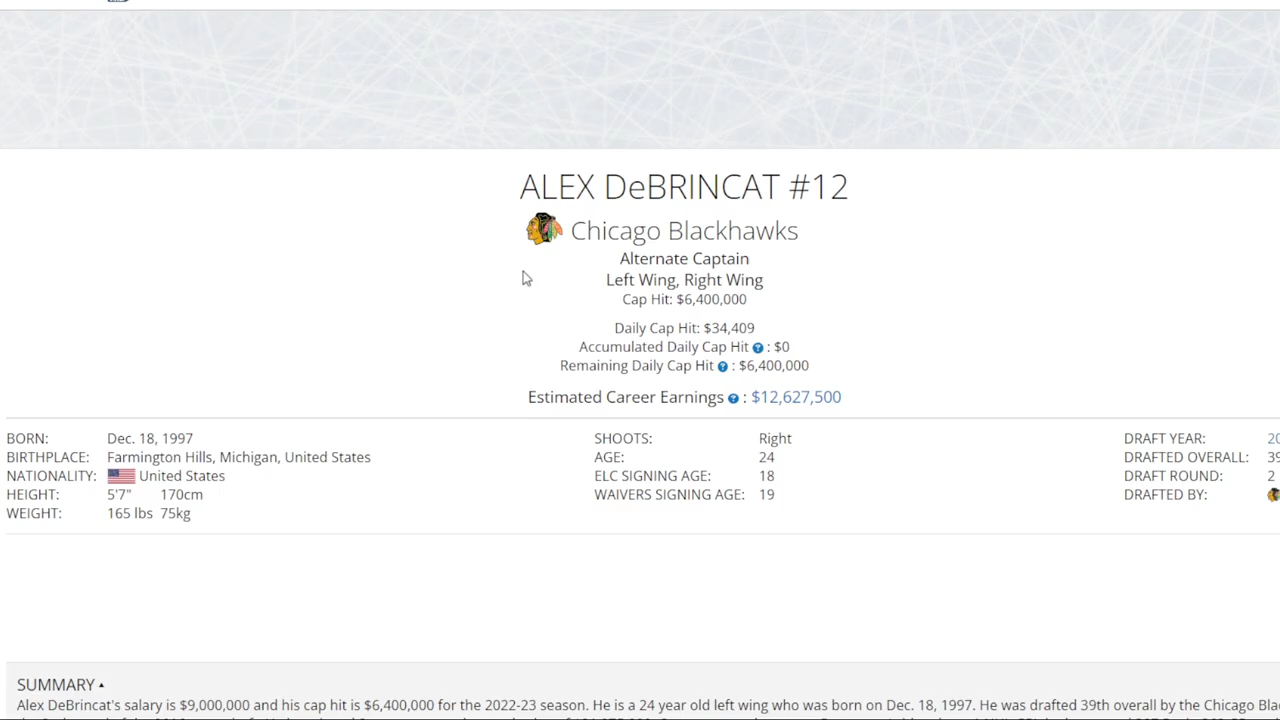 ALEX DeBRINCAT #12
Chicago Blackhawks
Alternate Captain
Left Wing, Right Wing
Cap Hit: $6,400,000
Daily Cap Hit: $34,409
Accumulated Daily Cap Hit ? : $0
Remaining Daily Cap Hit ? : $6,400,000
Estimated Career Earnings ? : $12,627,500
BORN: Dec. 18, 1997
BIRTHPLACE: Farmington Hills, Michigan, United States
NATIONALITY: United States
HEIGHT: 5'7" 170cm
WEIGHT: 165 lbs 75kg
SHOOTS: Right
AGE: 24
ELC SIGNING AGE: 18
WAIVERS SIGNING AGE: 19
DRAFT YEAR: 20
DRAFTED OVERALL: 39
DRAFT ROUND: 2
DRAFTED BY:
SUMMARY
Alex DeBrincat's salary is $9,000,000 and his cap hit is $6,400,000 for the 2022-23 season. He is a 24 year old left wing who was born on Dec. 18, 1997. He was drafted 39th overall by the Chicago Bla